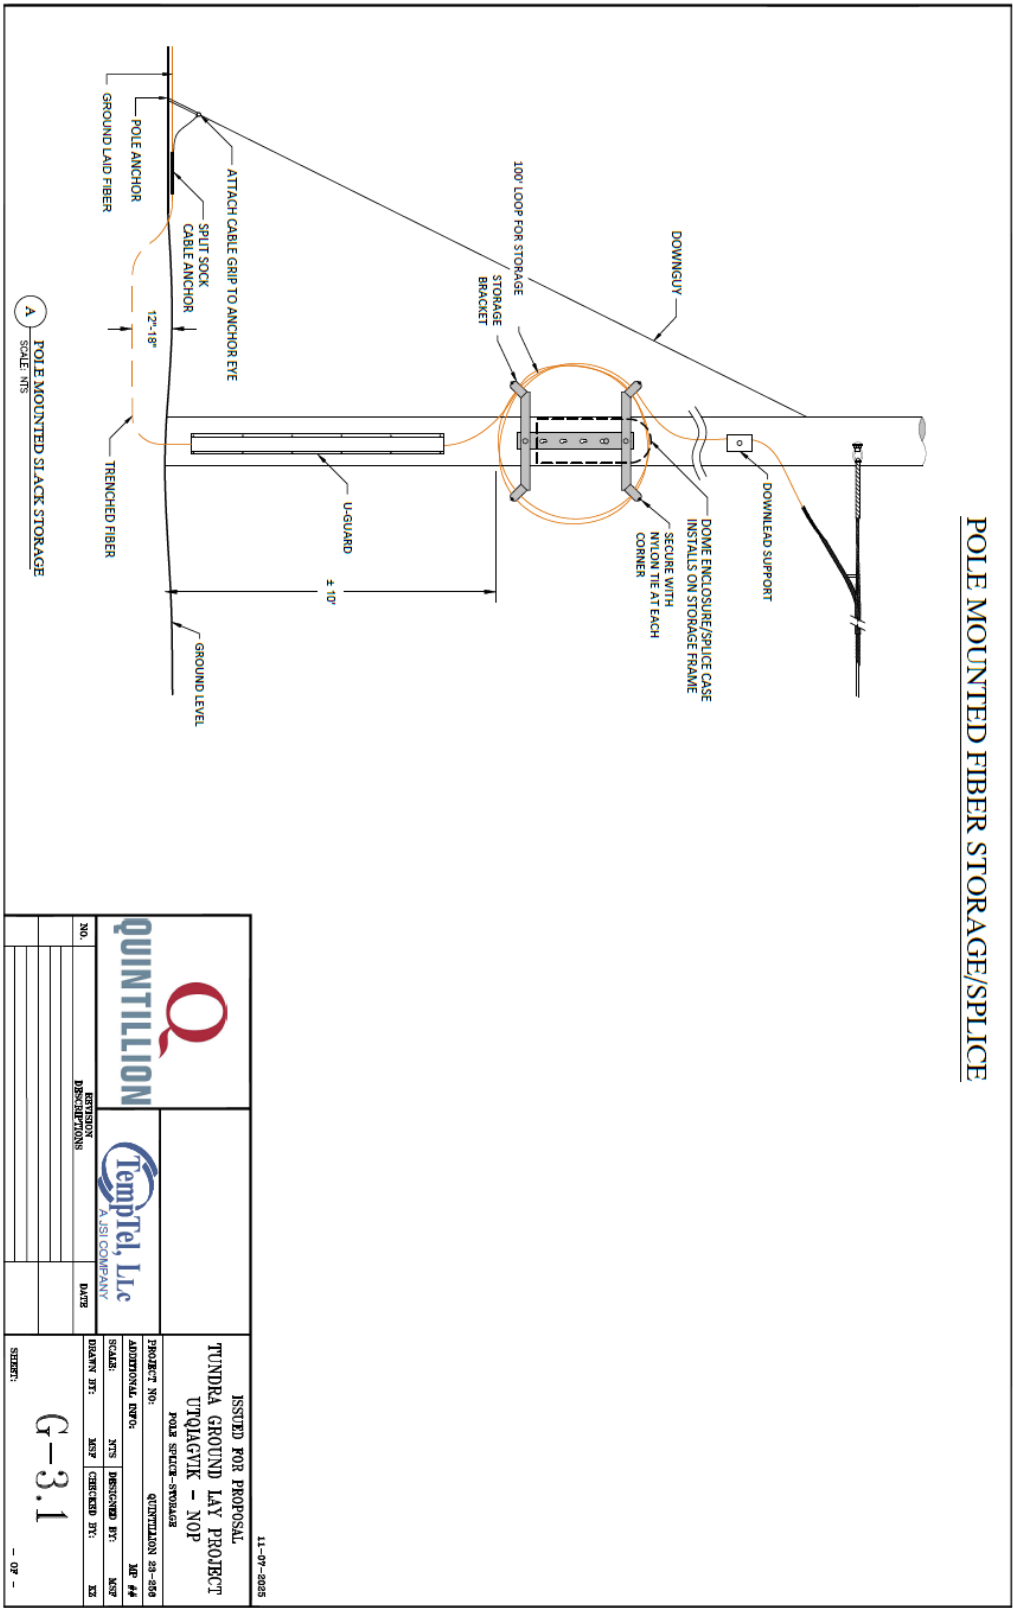 POLE MOUNTED FIBER STORAGE/SPLICE
DOWNGUY
100' LOOP FOR STORAGE
STORAGE
BRACKET
DOWNLEAD SUPPORT
DOME ENCLOSURE/SPLICE CASE
INSTALLS ON STORAGE FRAME
SECURE WITH
NYLON TIE AT EACH
CORNER
ATTACH CABLE GRIP TO ANCHOR EYE
SPLIT SOCK
CABLE ANCHOR
POLE ANCHOR
GROUND LAID FIBER
U-GUARD
± 10'
12"-18"
TRENCHED FIBER
GROUND LEVEL
A
POLE MOUNTED SLACK STORAGE
SCALE: NTS
11-07-2025
Q
QUINTILLION
TempTel, LLc
A JSI COMPANY
NO.
REVISION
DESCRIPTIONS
DATE
ISSUED FOR PROPOSAL
TUNDRA GROUND LAY PROJECT
UTQIAGVIK - NOP
POLE SPLICE-STORAGE
PROJECT NO: QUINTILLION 23-256
ADDITIONAL INFO: MP ##
SCALE: NTS DESIGNED BY: MSF
DRAWN BY: MSF CHECKED BY: KZ
SHEET:
G-3.1
- OF -